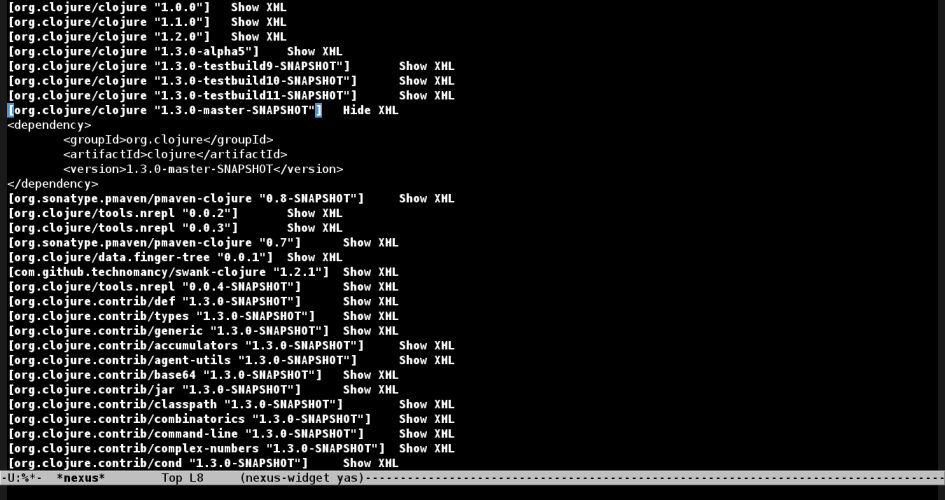 [org.clojure/clojure "1.0.0"] Show XML
[org.clojure/clojure "1.1.0"] Show XML
[org.clojure/clojure "1.2.0"] Show XML
[org.clojure/clojure "1.3.0-alpha5"] Show XML
[org.clojure/clojure "1.3.0-testbuild9-SNAPSHOT"] Show XML
[org.clojure/clojure "1.3.0-testbuild10-SNAPSHOT"] Show XML
[org.clojure/clojure "1.3.0-testbuild11-SNAPSHOT"] Show XML
[org.clojure/clojure "1.3.0-master-SNAPSHOT"] Hide XML
<dependency>
<groupId>org.clojure</groupId>
<artifactId>clojure</artifactId>
<version>1.3.0-master-SNAPSHOT</version>
</dependency>
[org.sonatype.pmaven/pmaven-clojure "0.8-SNAPSHOT"] Show XML
[org.clojure/tools.nrepl "0.0.2"] Show XML
[org.clojure/tools.nrepl "0.0.3"] Show XML
[org.sonatype.pmaven/pmaven-clojure "0.7"] Show XML
[org.clojure/data.finger-tree "0.0.1"] Show XML
[com.github.technomancy/swank-clojure "1.2.1"] Show XML
[org.clojure/tools.nrepl "0.0.4-SNAPSHOT"] Show XML
[org.clojure.contrib/def "1.3.0-SNAPSHOT"] Show XML
[org.clojure.contrib/types "1.3.0-SNAPSHOT"] Show XML
[org.clojure.contrib/generic "1.3.0-SNAPSHOT"] Show XML
[org.clojure.contrib/accumulators "1.3.0-SNAPSHOT"] Show XML
[org.clojure.contrib/agent-utils "1.3.0-SNAPSHOT"] Show XML
[org.clojure.contrib/base64 "1.3.0-SNAPSHOT"] Show XML
[org.clojure.contrib/jar "1.3.0-SNAPSHOT"] Show XML
[org.clojure.contrib/classpath "1.3.0-SNAPSHOT"] Show XML
[org.clojure.contrib/combinatorics "1.3.0-SNAPSHOT"] Show XML
[org.clojure.contrib/command-line "1.3.0-SNAPSHOT"] Show XML
[org.clojure.contrib/complex-numbers "1.3.0-SNAPSHOT"] Show XML
[org.clojure.contrib/cond "1.3.0-SNAPSHOT"] Show XML
-U:%*- *nexus* Top L8 (nexus-widget yas)--------------------------------------------------------------------------------